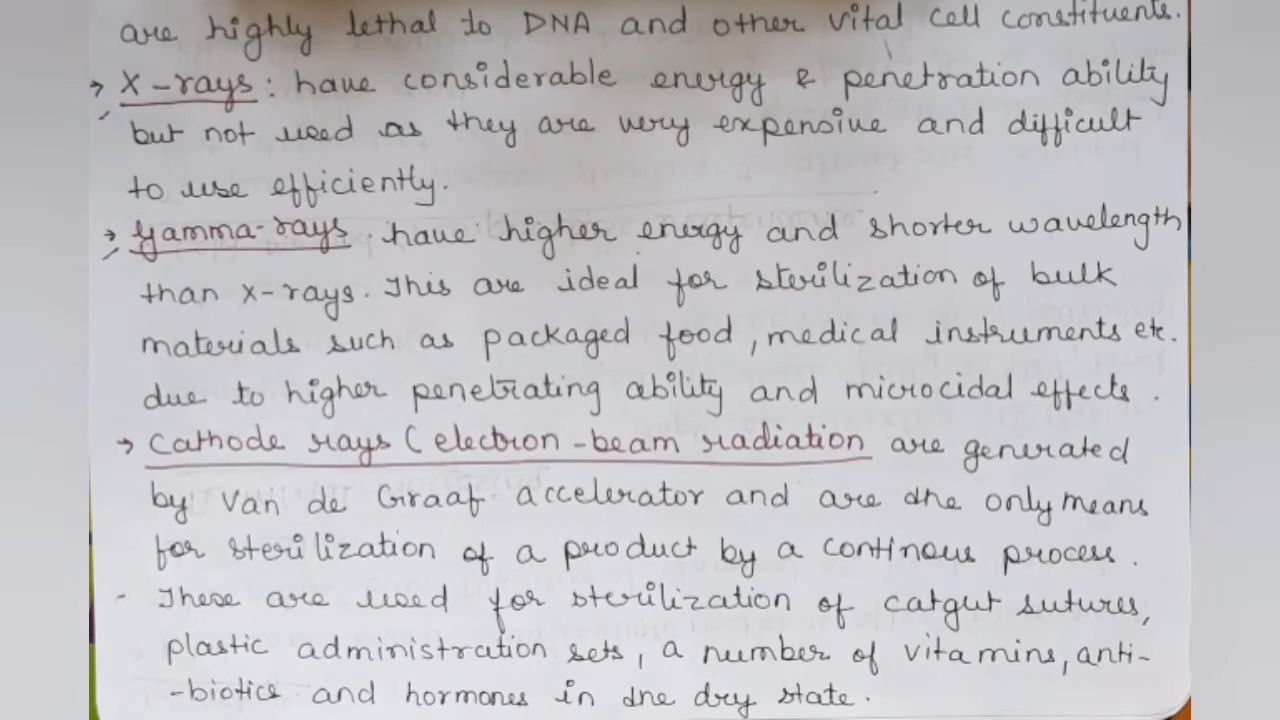 are highly lethal to DNA and other vital cell constituents.
→ X-rays: have considerable energy & penetration ability
but not used as they are very expensive and difficult
to use efficiently.
→ Gamma-rays have higher energy and shorter wavelength
than x-rays. This are ideal for sterilization of bulk
materials such as packaged food, medical instruments etc.
due to higher penetrating ability and microcidal effects.
→ Cathode rays (electron-beam radiation are generated
by Van de Graaf accelerator and are the only means
for sterilization of a product by a continous process.
- These are used for sterilization of catgut sutures,
plastic administration sets, a number of vitamins, anti-
-biotics and hormones in the dry state.